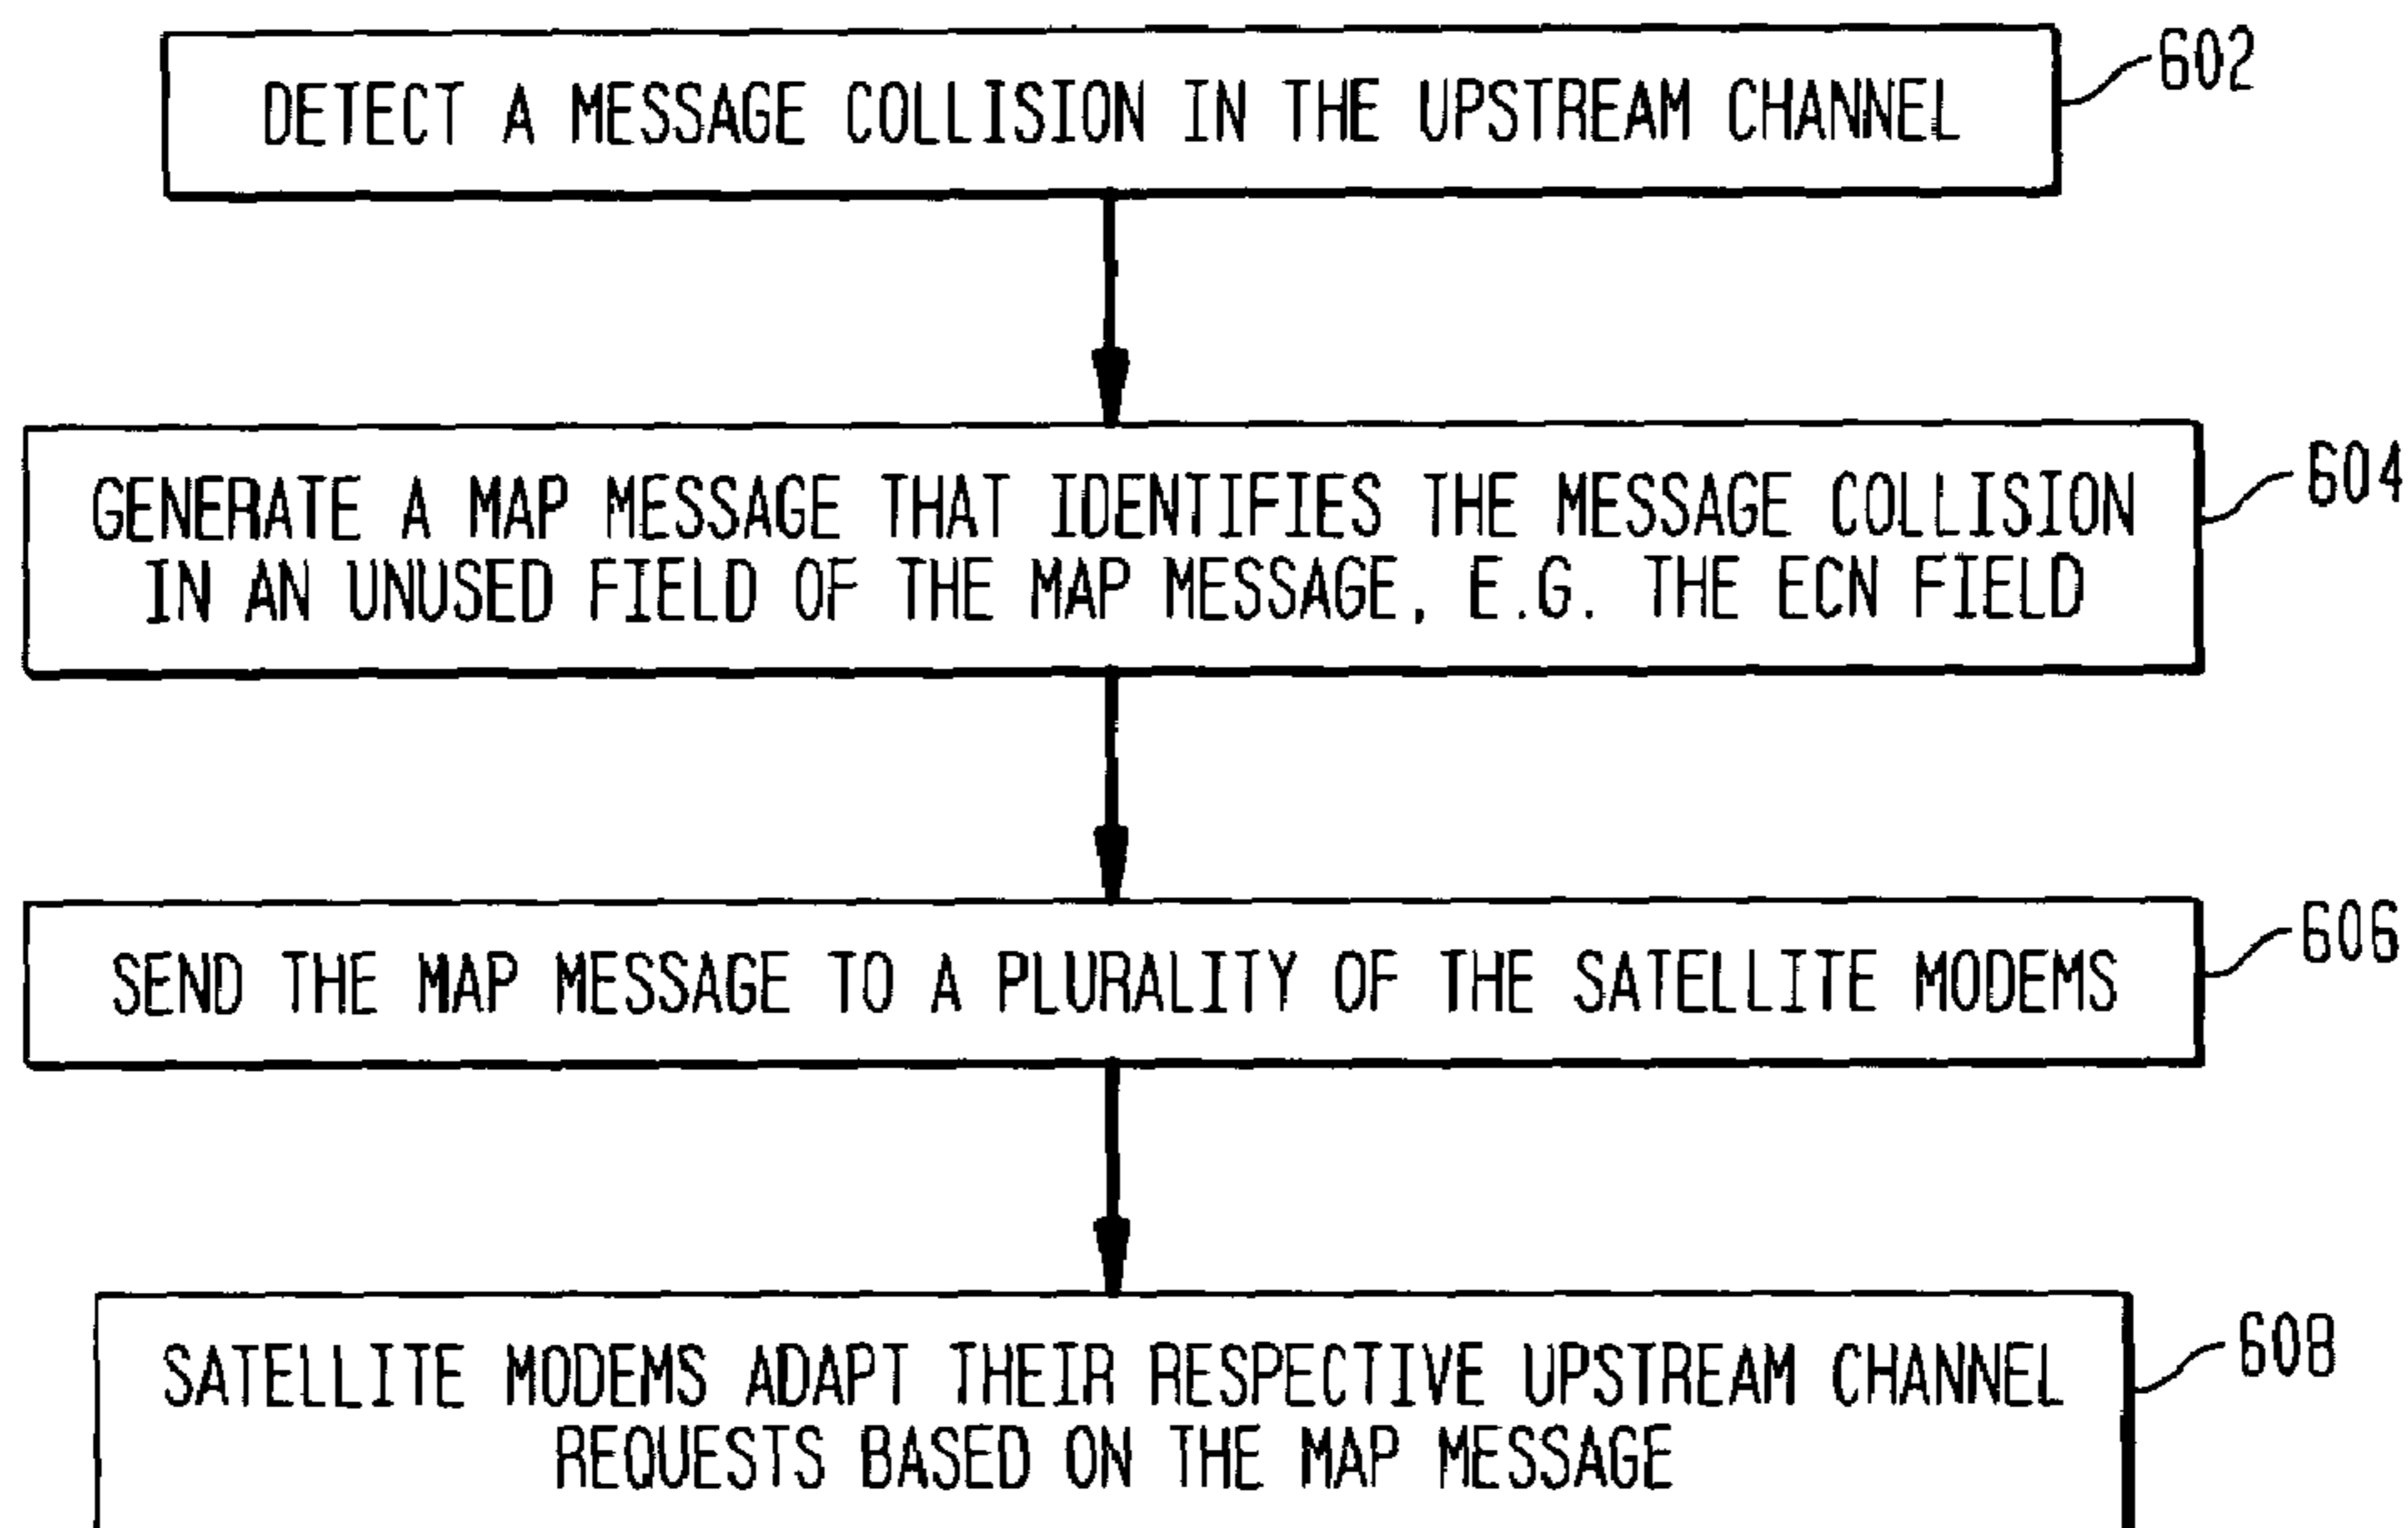 DETECT A MESSAGE COLLISION IN THE UPSTREAM CHANNEL
602
GENERATE A MAP MESSAGE THAT IDENTIFIES THE MESSAGE COLLISION
IN AN UNUSED FIELD OF THE MAP MESSAGE, E.G. THE ECN FIELD
604
SEND THE MAP MESSAGE TO A PLURALITY OF THE SATELLITE MODEMS
606
SATELLITE MODEMS ADAPT THEIR RESPECTIVE UPSTREAM CHANNEL
REQUESTS BASED ON THE MAP MESSAGE
608